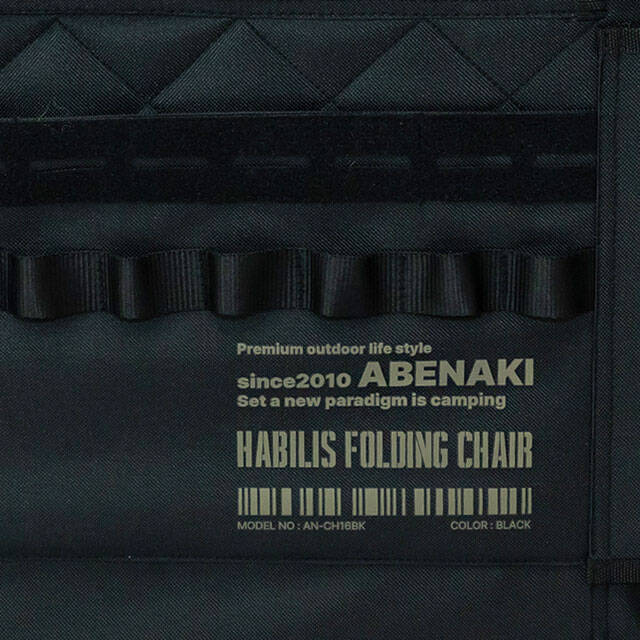 Premium outdoor life style
since2010 ABENAKI
Set a new paradigm is camping
HABILIS FOLDING CHAIR
MODEL NO : AN-CH16BK COLOR : BLACK